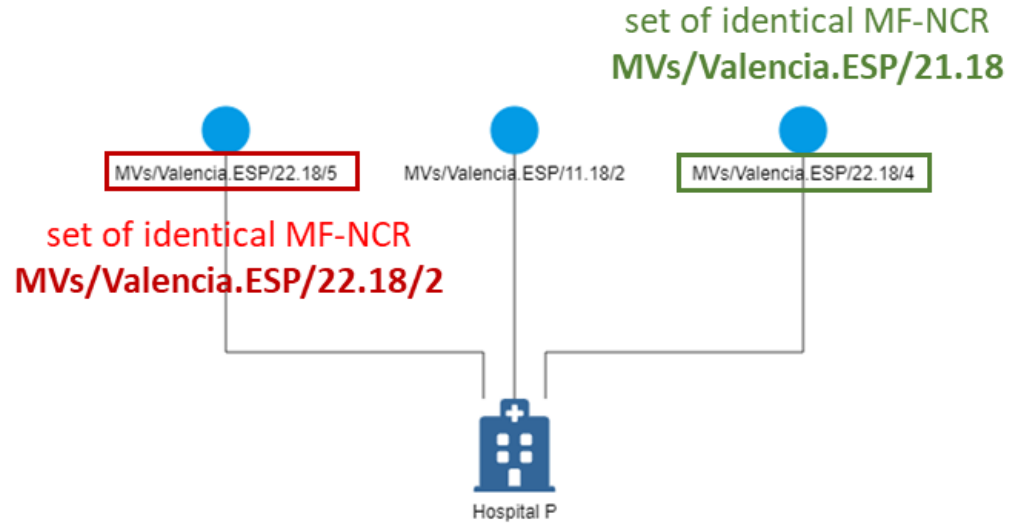 set of identical MF-NCR
MVs/Valencia.ESP/21.18
MVs/Valencia.ESP/22.18/5
MVs/Valencia.ESP/11.18/2
MVs/Valencia.ESP/22.18/4
set of identical MF-NCR
MVs/Valencia.ESP/22.18/2
Hospital P